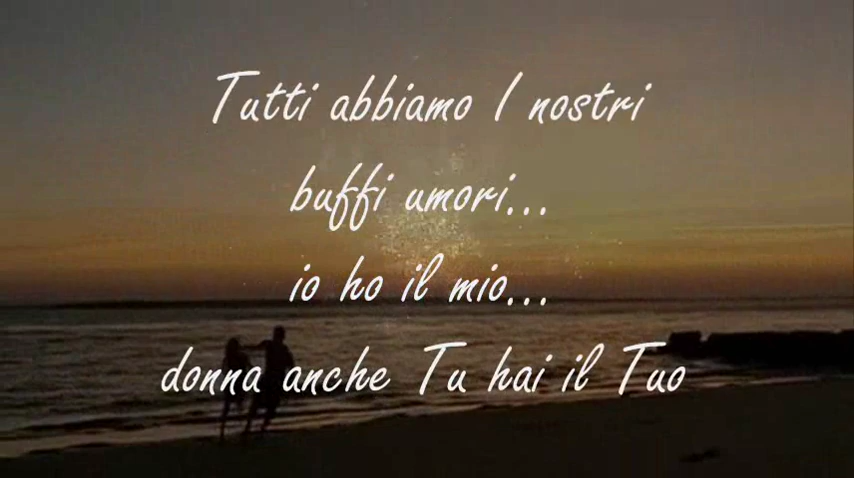 Tutti abbiamo I nostri
buffi umori...
io ho il mio...
donna anche Tu hai il Tuo